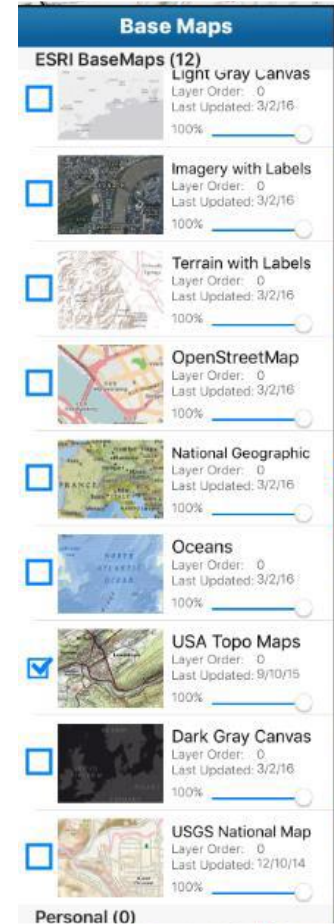 Base Maps
ESRI BaseMaps (12)
Light Gray Canvas
Layer Order: 0
Last Updated: 3/2/16
100%
Imagery with Labels
Layer Order: 0
Last Updated: 3/2/16
100%
Terrain with Labels
Layer Order: 0
Last Updated: 3/2/16
100%
OpenStreetMap
Layer Order: 0
Last Updated: 3/2/16
100%
National Geographic
Layer Order: 0
Last Updated: 3/2/16
100%
FRANCE
Oceans
Layer Order: 0
Last Updated: 3/2/16
100%
NORTH
ATLANTIC
OCEAN
USA Topo Maps
Layer Order: 0
Last Updated: 9/10/15
100%
Dark Gray Canvas
Layer Order: 0
Last Updated: 3/2/16
100%
USGS National Map
Layer Order: 0
Last Updated: 12/10/14
100%
Personal (0)